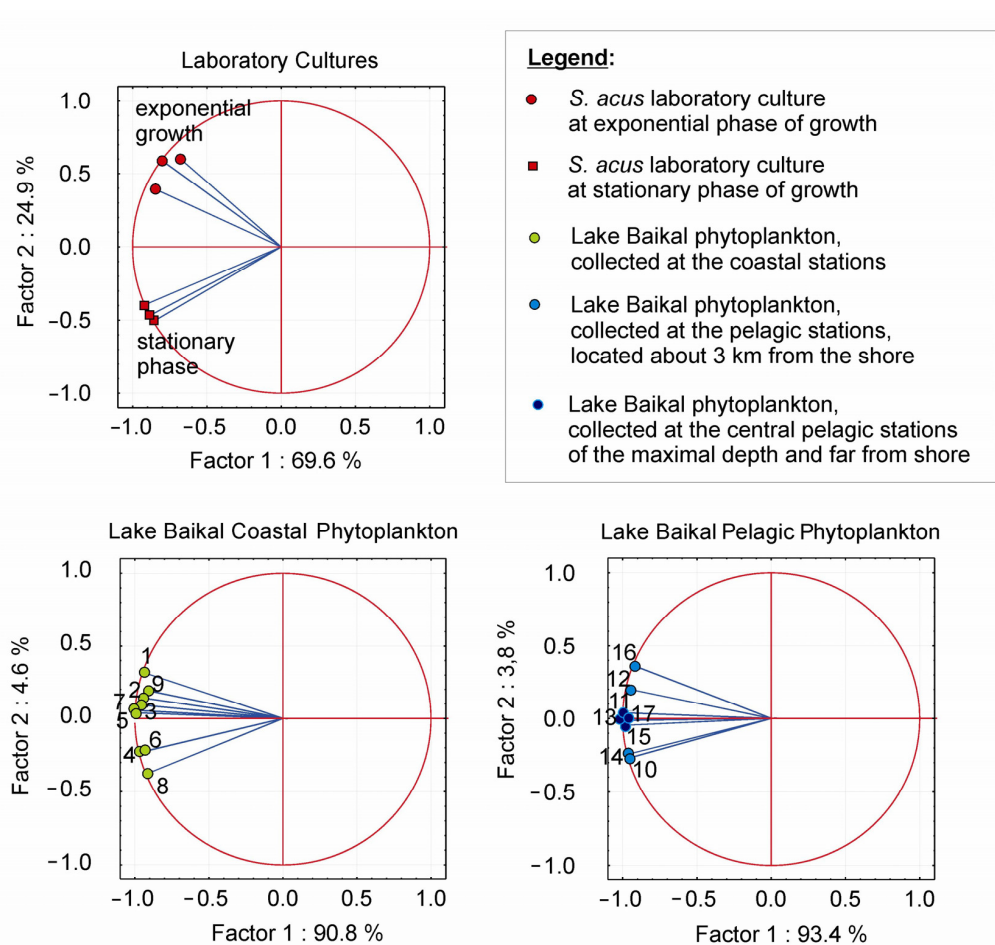 Laboratory Cultures
1.0
0.5
0.0
−0.5
−1.0
exponential
growth
stationary
phase
Factor 2 : 24.9 %
−1.0 −0.5 0.0 0.5 1.0
Factor 1 : 69.6 %
Legend:
S. acus laboratory culture
at exponential phase of growth
S. acus laboratory culture
at stationary phase of growth
Lake Baikal phytoplankton,
collected at the coastal stations
Lake Baikal phytoplankton,
collected at the pelagic stations,
located about 3 km from the shore
Lake Baikal phytoplankton,
collected at the central pelagic stations
of the maximal depth and far from shore
Lake Baikal Coastal Phytoplankton
1.0
0.5
0.0
−0.5
−1.0
1
2 9
7
3
5
6
4
8
Factor 2 : 4.6 %
−1.0 −0.5 0.0 0.5 1.0
Factor 1 : 90.8 %
Lake Baikal Pelagic Phytoplankton
1.0
0.5
0.0
−0.5
−1.0
16
12
11
13 17
15
14
10
Factor 2 : 3,8 %
−1.0 −0.5 0.0 0.5 1.0
Factor 1 : 93.4 %